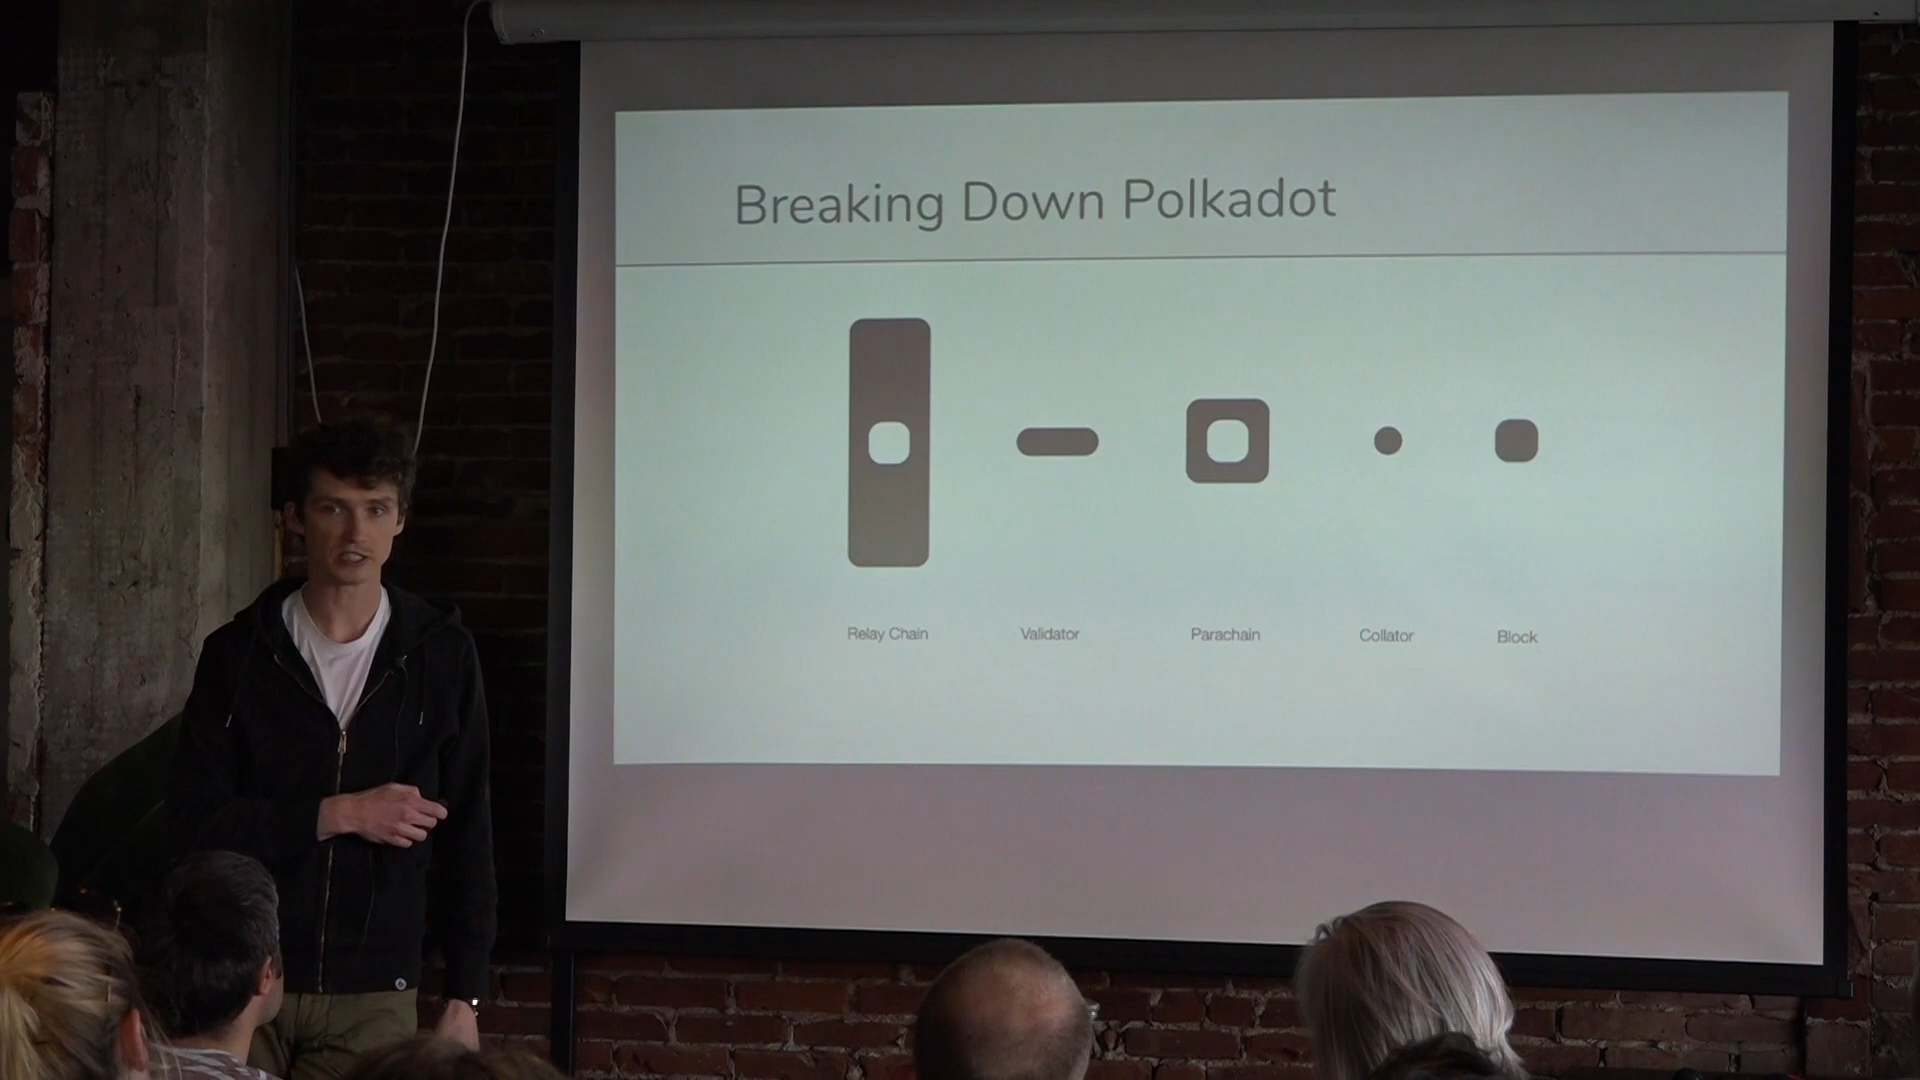 Breaking Down Polkadot
Relay Chain
Validator
Parachain
Collator
Block